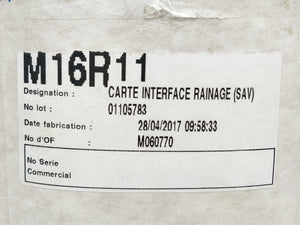 M16R11
Designation : CARTE INTERFACE RAINAGE (SAV)
No lot : 01105783
Date fabrication : 28/04/2017 09:58:33
No d'OF : M060770
No Serie
Commercial